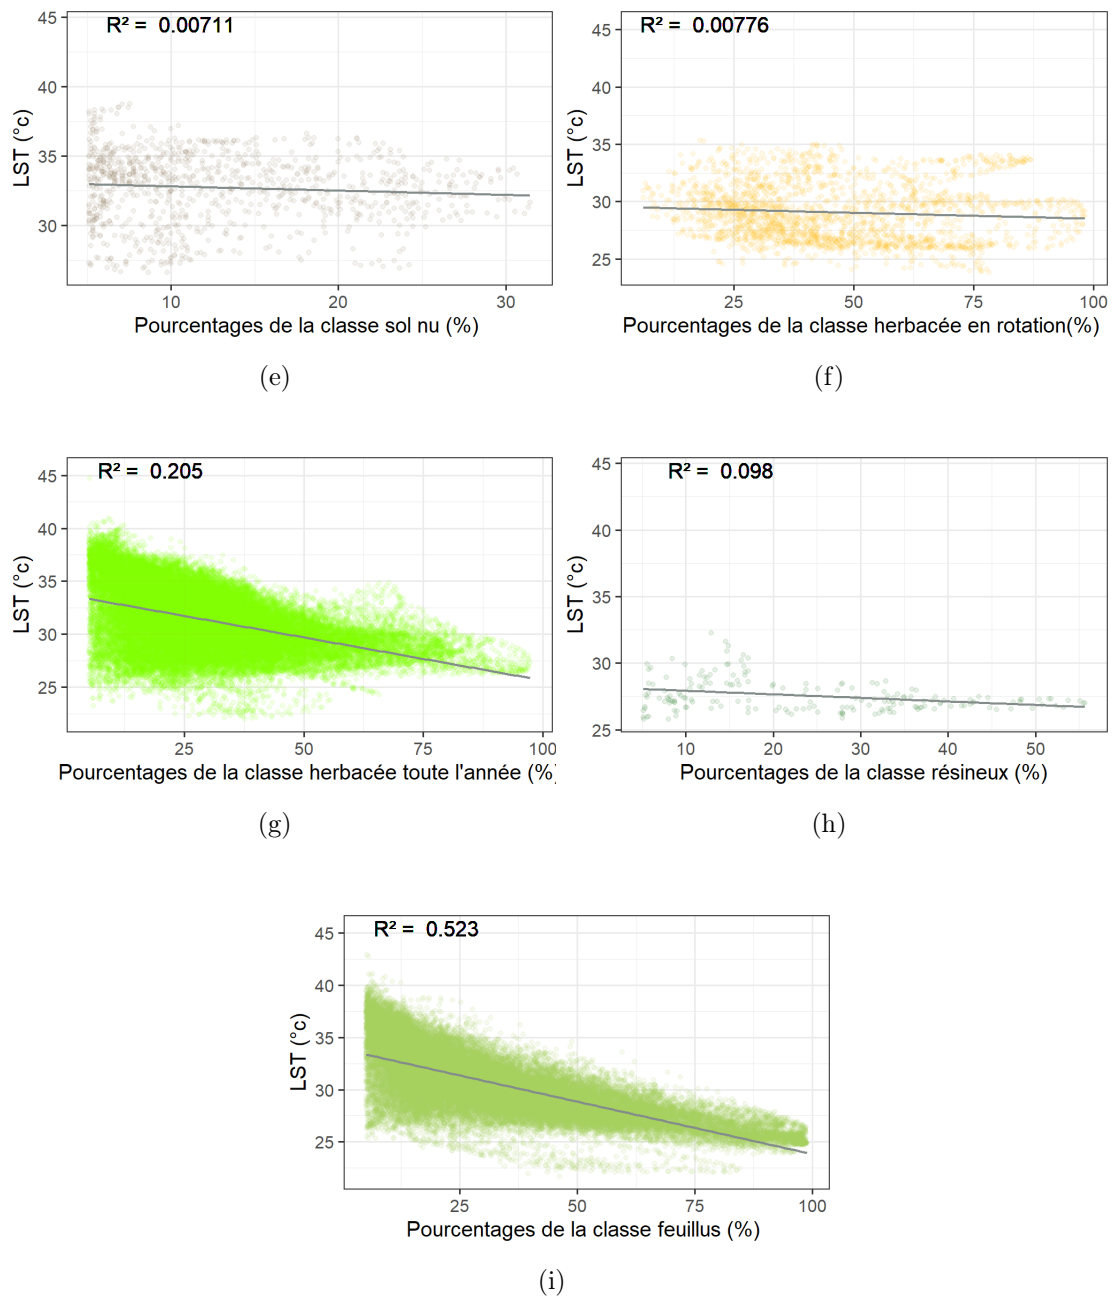 R² = 0.00711
45
40
35
30
LST (°c)
10 20 30
Pourcentages de la classe sol nu (%)
(e)
R² = 0.00776
45
40
35
30
25
LST (°c)
25 50 75 100
Pourcentages de la classe herbacée en rotation(%)
(f)
R² = 0.205
45
40
35
30
25
LST (°c)
25 50 75 100
Pourcentages de la classe herbacée toute l'année (%)
(g)
R² = 0.098
45
40
35
30
25
LST (°c)
10 20 30 40 50
Pourcentages de la classe résineux (%)
(h)
R² = 0.523
45
40
35
30
25
LST (°c)
25 50 75 100
Pourcentages de la classe feuillus (%)
(i)